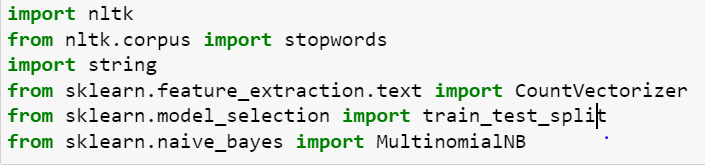 import nltk
from nltk.corpus import stopwords
import string
from sklearn.feature_extraction.text import CountVectorizer
from sklearn.model_selection import train_test_split
from sklearn.naive_bayes import MultinomialNB